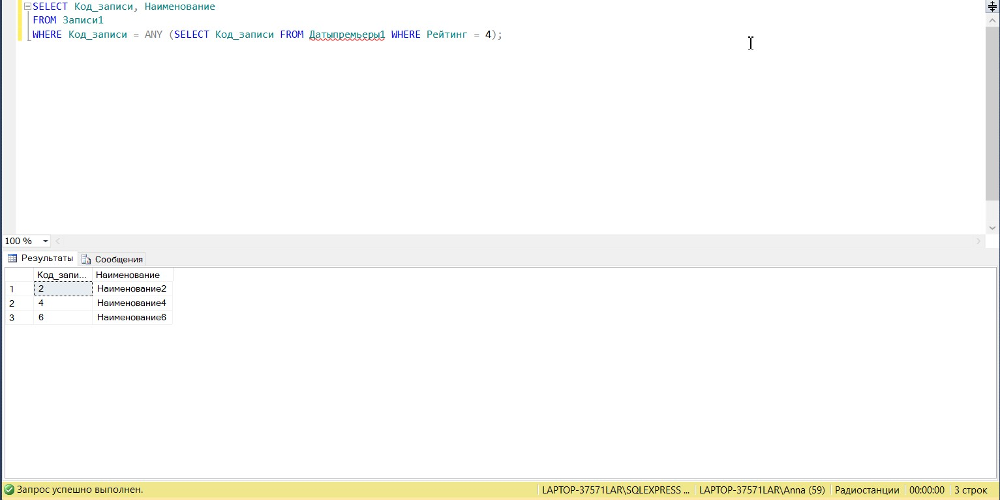 SELECT Код_записи, Наименование
FROM Записи1
WHERE Код_записи = ANY (SELECT Код_записи FROM Датыпремьеры1 WHERE Рейтинг = 4);
100 %
Результаты Сообщения
Код_запи... Наименование
1 2 Наименование2
2 4 Наименование4
3 6 Наименование6
Запрос успешно выполнен. LAPTOP-37571LAR\SQLEXPRESS ... LAPTOP-37571LAR\Anna (59) Радиостанции 00:00:00 3 строк